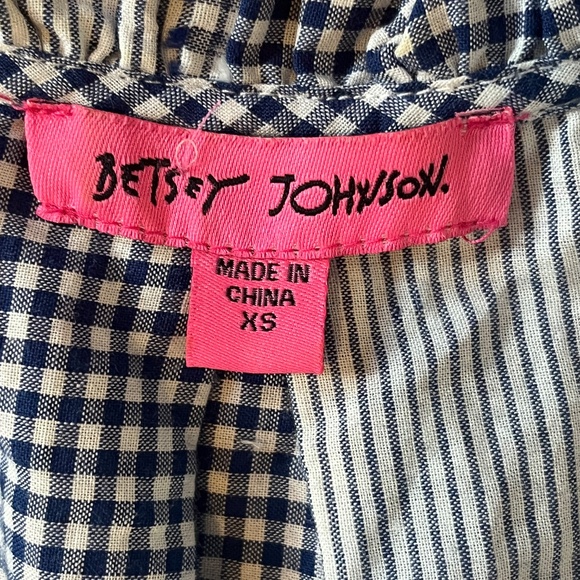 BETSEY JOHNSON.
MADE IN
CHINA
XS